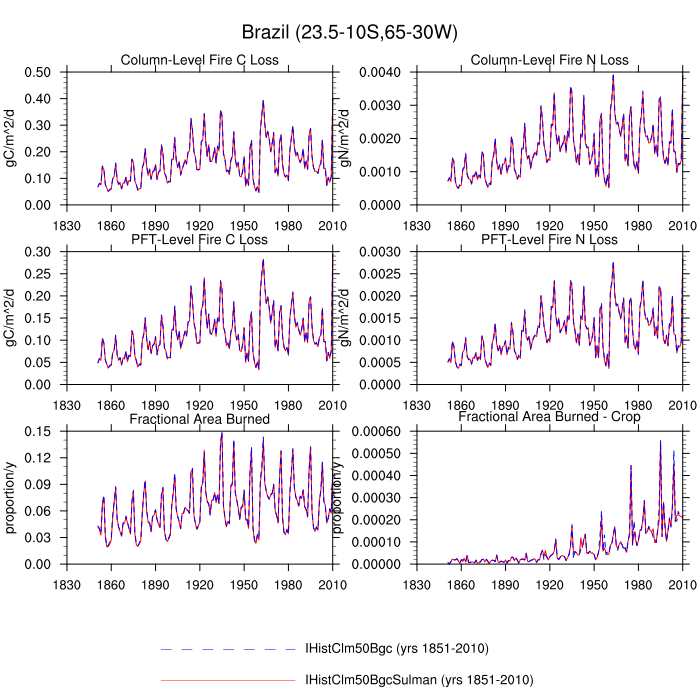 Brazil (23.5-10S,65-30W)
Column-Level Fire C Loss
gC/m^2/d
0.50
0.40
0.30
0.20
0.10
0.00
1830 1860 1890 1920 1950 1980 2010
Column-Level Fire N Loss
gN/m^2/d
0.0040
0.0030
0.0020
0.0010
0.0000
1830 1860 1890 1920 1950 1980 2010
PFT-Level Fire C Loss
gC/m^2/d
0.30
0.25
0.20
0.15
0.10
0.05
0.00
1830 1860 1890 1920 1950 1980 2010
PFT-Level Fire N Loss
gN/m^2/d
0.0030
0.0025
0.0020
0.0015
0.0010
0.0005
0.0000
1830 1860 1890 1920 1950 1980 2010
Fractional Area Burned
proportion/y
0.15
0.12
0.09
0.06
0.03
0.00
1830 1860 1890 1920 1950 1980 2010
Fractional Area Burned - Crop
proportion/y
0.00060
0.00050
0.00040
0.00030
0.00020
0.00010
0.00000
1830 1860 1890 1920 1950 1980 2010
IHistClm50Bgc (yrs 1851-2010)
IHistClm50BgcSulman (yrs 1851-2010)